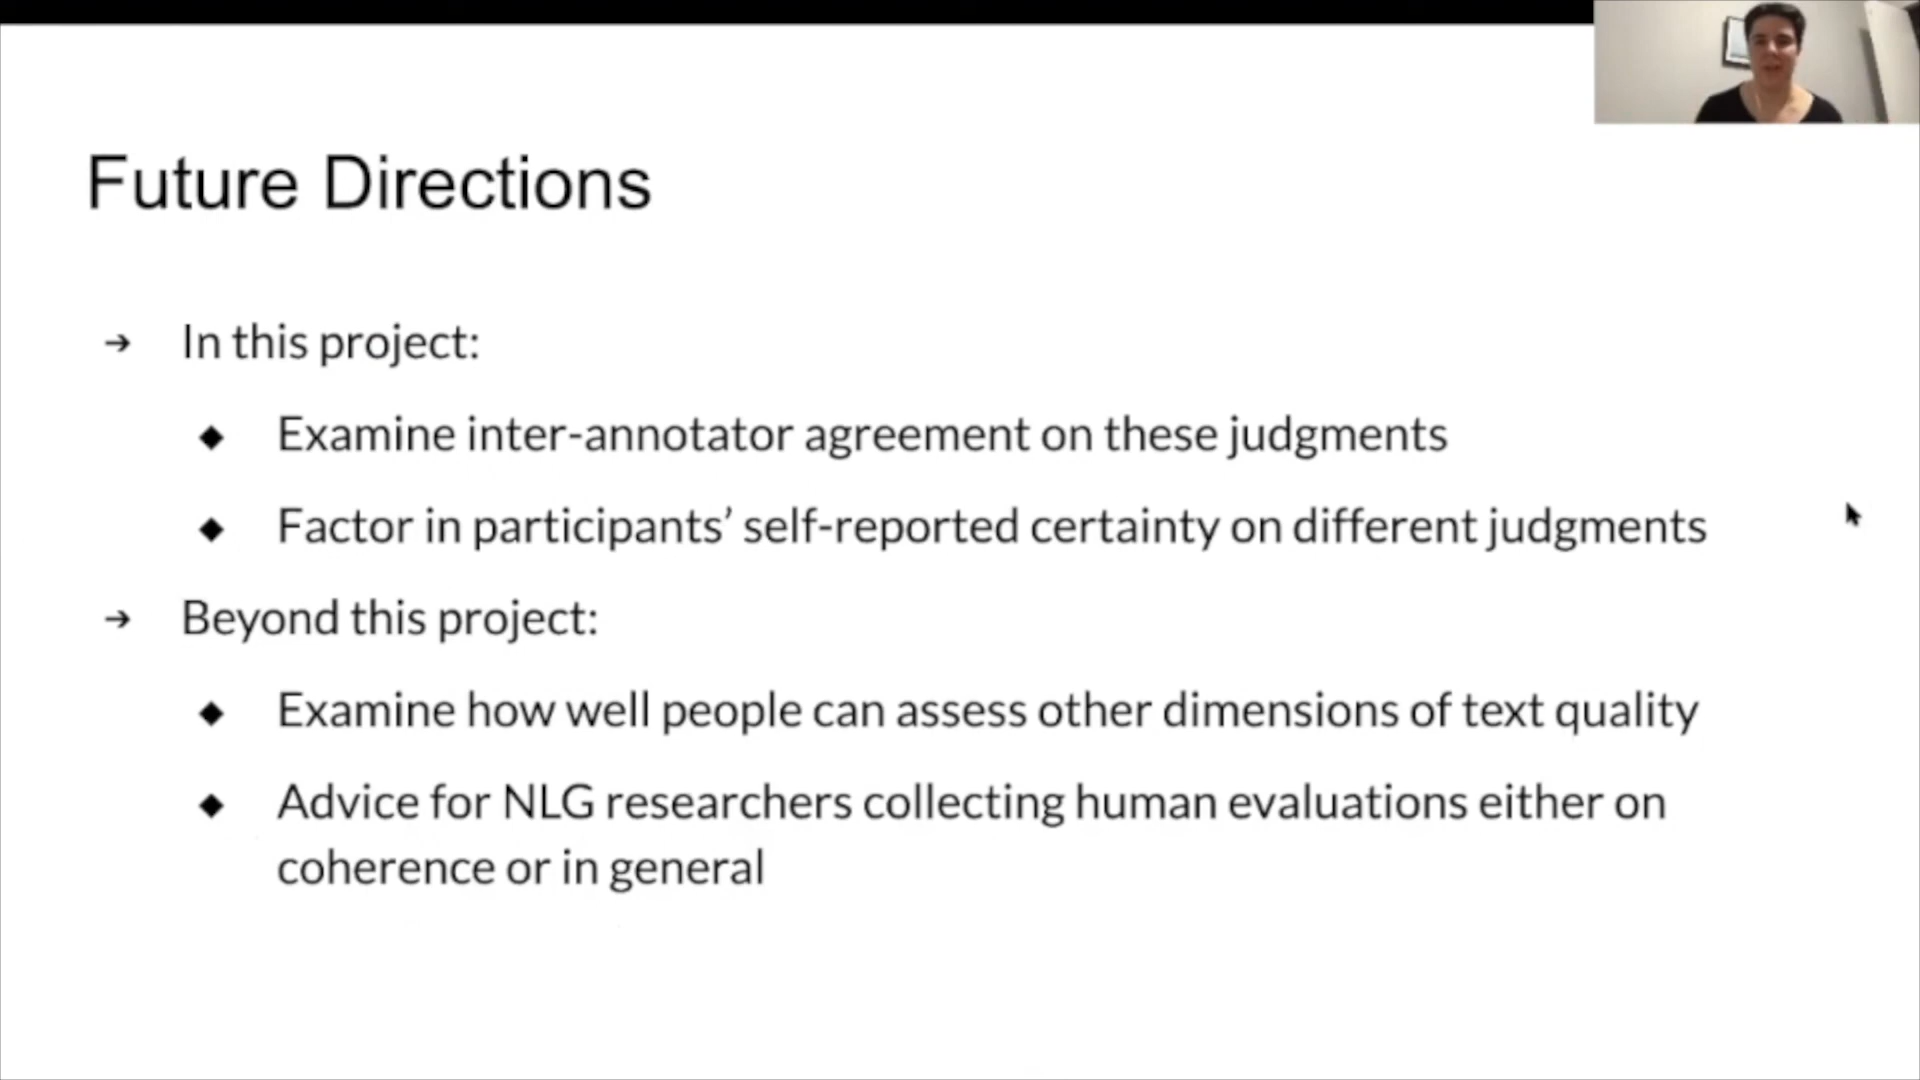 Future Directions
→ In this project:
◆ Examine inter-annotator agreement on these judgments
◆ Factor in participants’ self-reported certainty on different judgments
→ Beyond this project:
◆ Examine how well people can assess other dimensions of text quality
◆ Advice for NLG researchers collecting human evaluations either on
coherence or in general